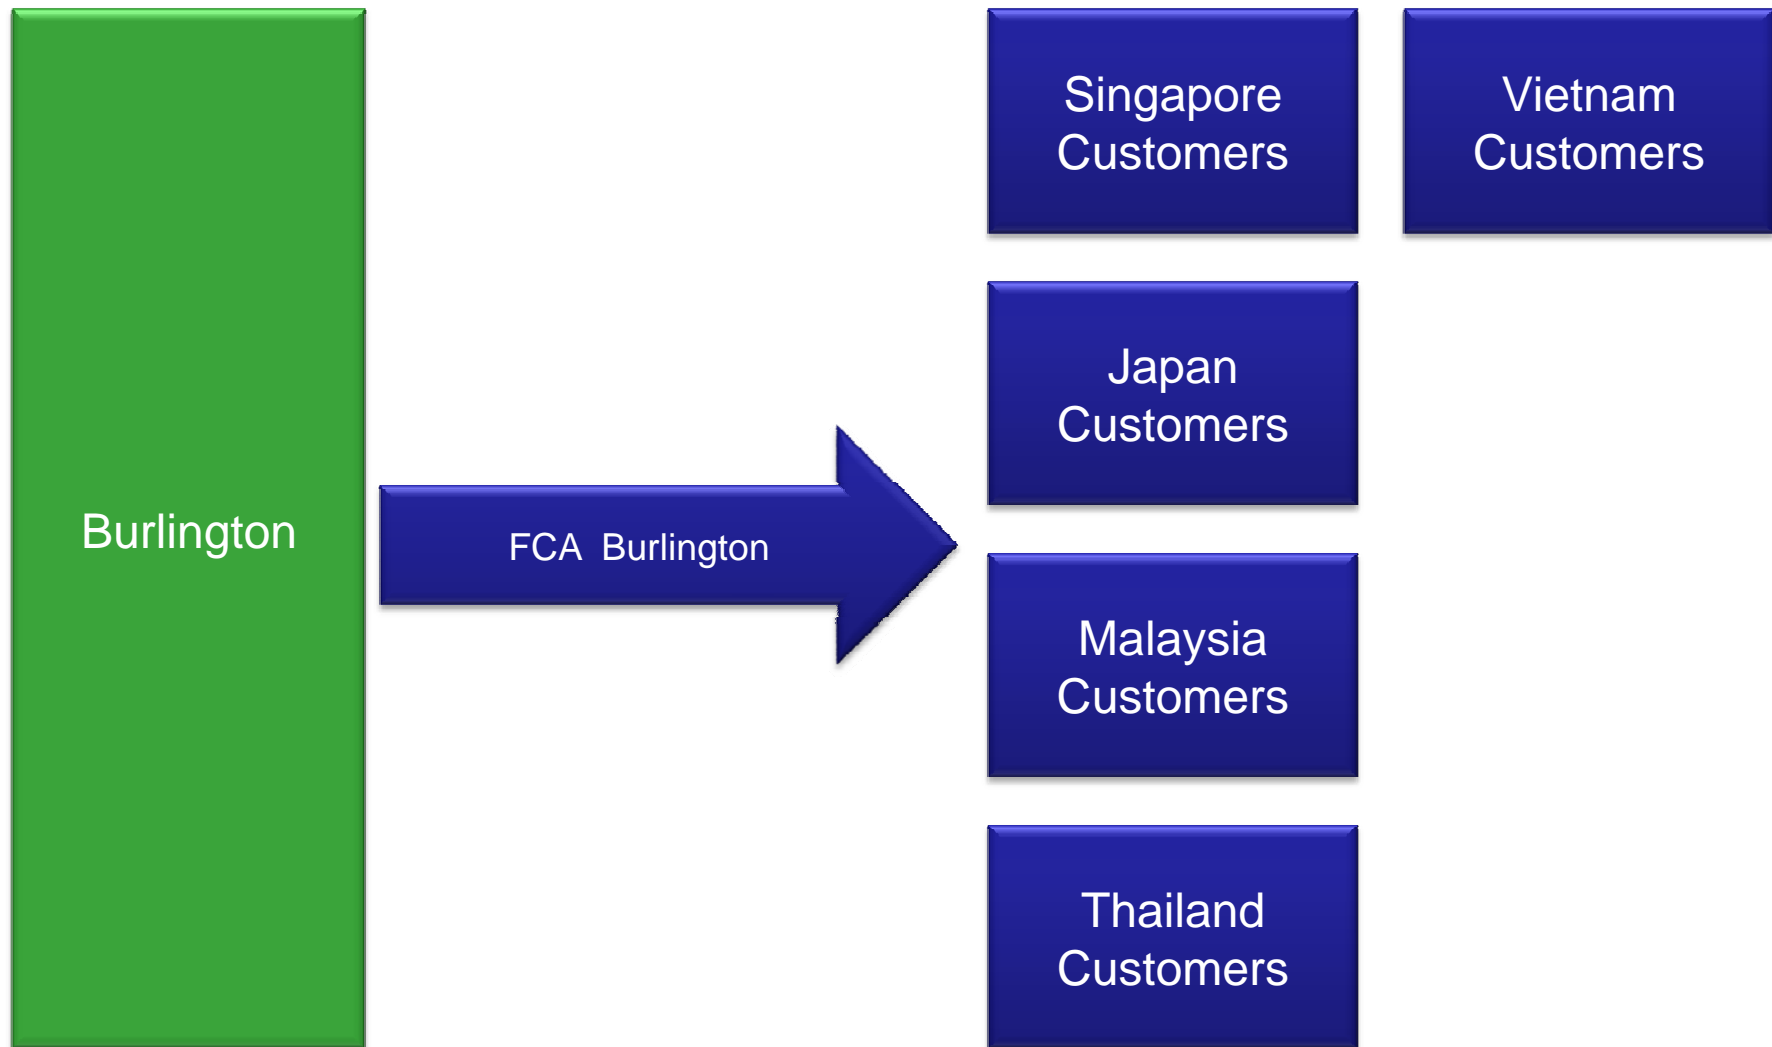 Burlington
FCA Burlington
Singapore
Customers
Vietnam
Customers
Japan
Customers
Malaysia
Customers
Thailand
Customers